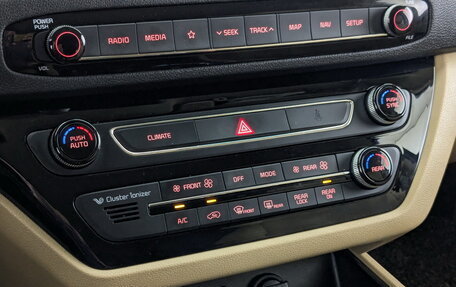 POWER
PUSH
VOL
RADIO MEDIA SEEK TRACK MAP NAV SETUP
FILE
PUSH
AUTO
CLIMATE
PUSH
SYNC
FRONT OFF MODE REAR
REAR
Cluster Ionizer
A/C FRONT REAR REAR
LOCK REAR
ON